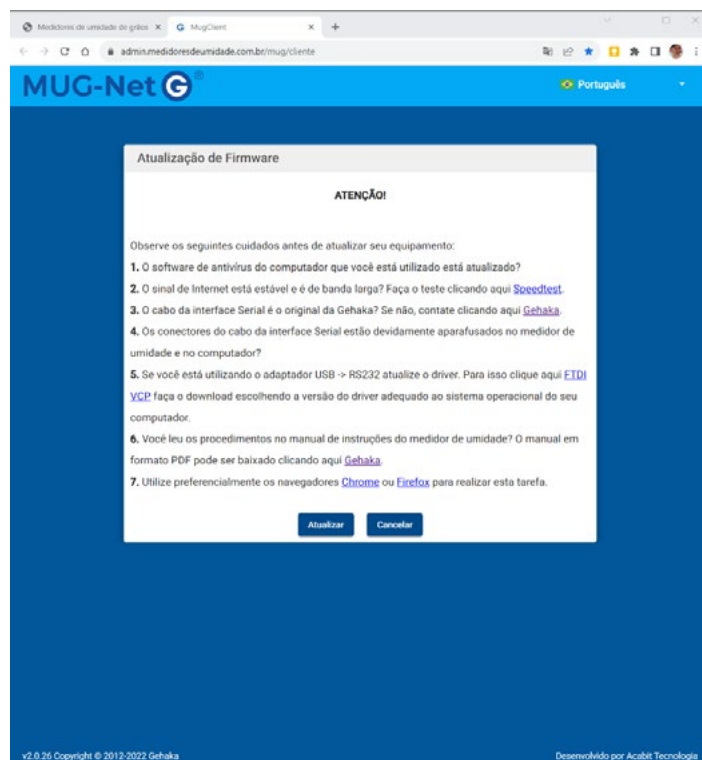 Medidores de umidade de grãos
MugClient
admin.medidoresdeumidade.com.br/mug/cliente
MUG-Net G®
Português
Atualização de Firmware
ATENÇÃO!
Observe os seguintes cuidados antes de atualizar seu equipamento:
1. O software de antivírus do computador que você está utilizado está atualizado?
2. O sinal de Internet está estável e é de banda larga? Faça o teste clicando aqui Speedtest.
3. O cabo da interface Serial é o original da Gehaka? Se não, contate clicando aqui Gehaka.
4. Os conectores do cabo da interface Serial estão devidamente aparafusados no medidor de
umidade e no computador?
5. Se você está utilizando o adaptador USB -> RS232 atualize o driver. Para isso clique aqui FTDI
VCP faça o download escolhendo a versão do driver adequado ao sistema operacional do seu
computador.
6. Você leu os procedimentos no manual de instruções do medidor de umidade? O manual em
formato PDF pode ser baixado clicando aqui Gehaka.
7. Utilize preferencialmente os navegadores Chrome ou Firefox para realizar esta tarefa.
Atualizar Cancelar
v2.0.26 Copyright © 2012-2022 Gehaka
Desenvolvido por Acabit Tecnologia